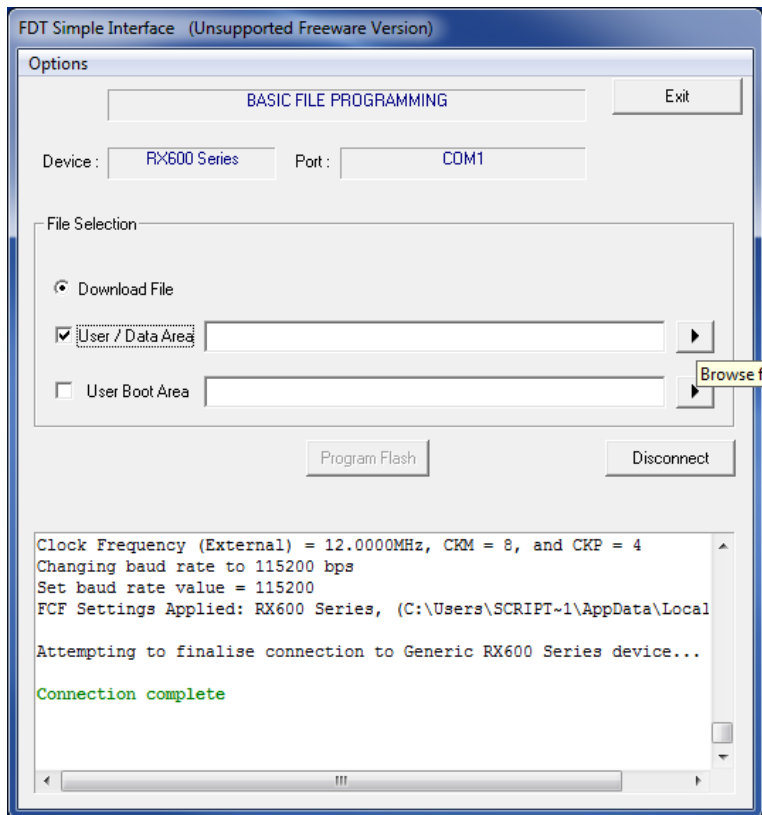 FDT Simple Interface (Unsupported Freeware Version)
Options
BASIC FILE PROGRAMMING
Exit
Device : RX600 Series Port : COM1
File Selection
Download File
User / Data Area
Browse f
User Boot Area
Program Flash Disconnect
Clock Frequency (External) = 12.0000MHz, CKM = 8, and CKP = 4
Changing baud rate to 115200 bps
Set baud rate value = 115200
FCF Settings Applied: RX600 Series, (C:\Users\SCRIPT~1\AppData\Local
Attempting to finalise connection to Generic RX600 Series device...
Connection complete